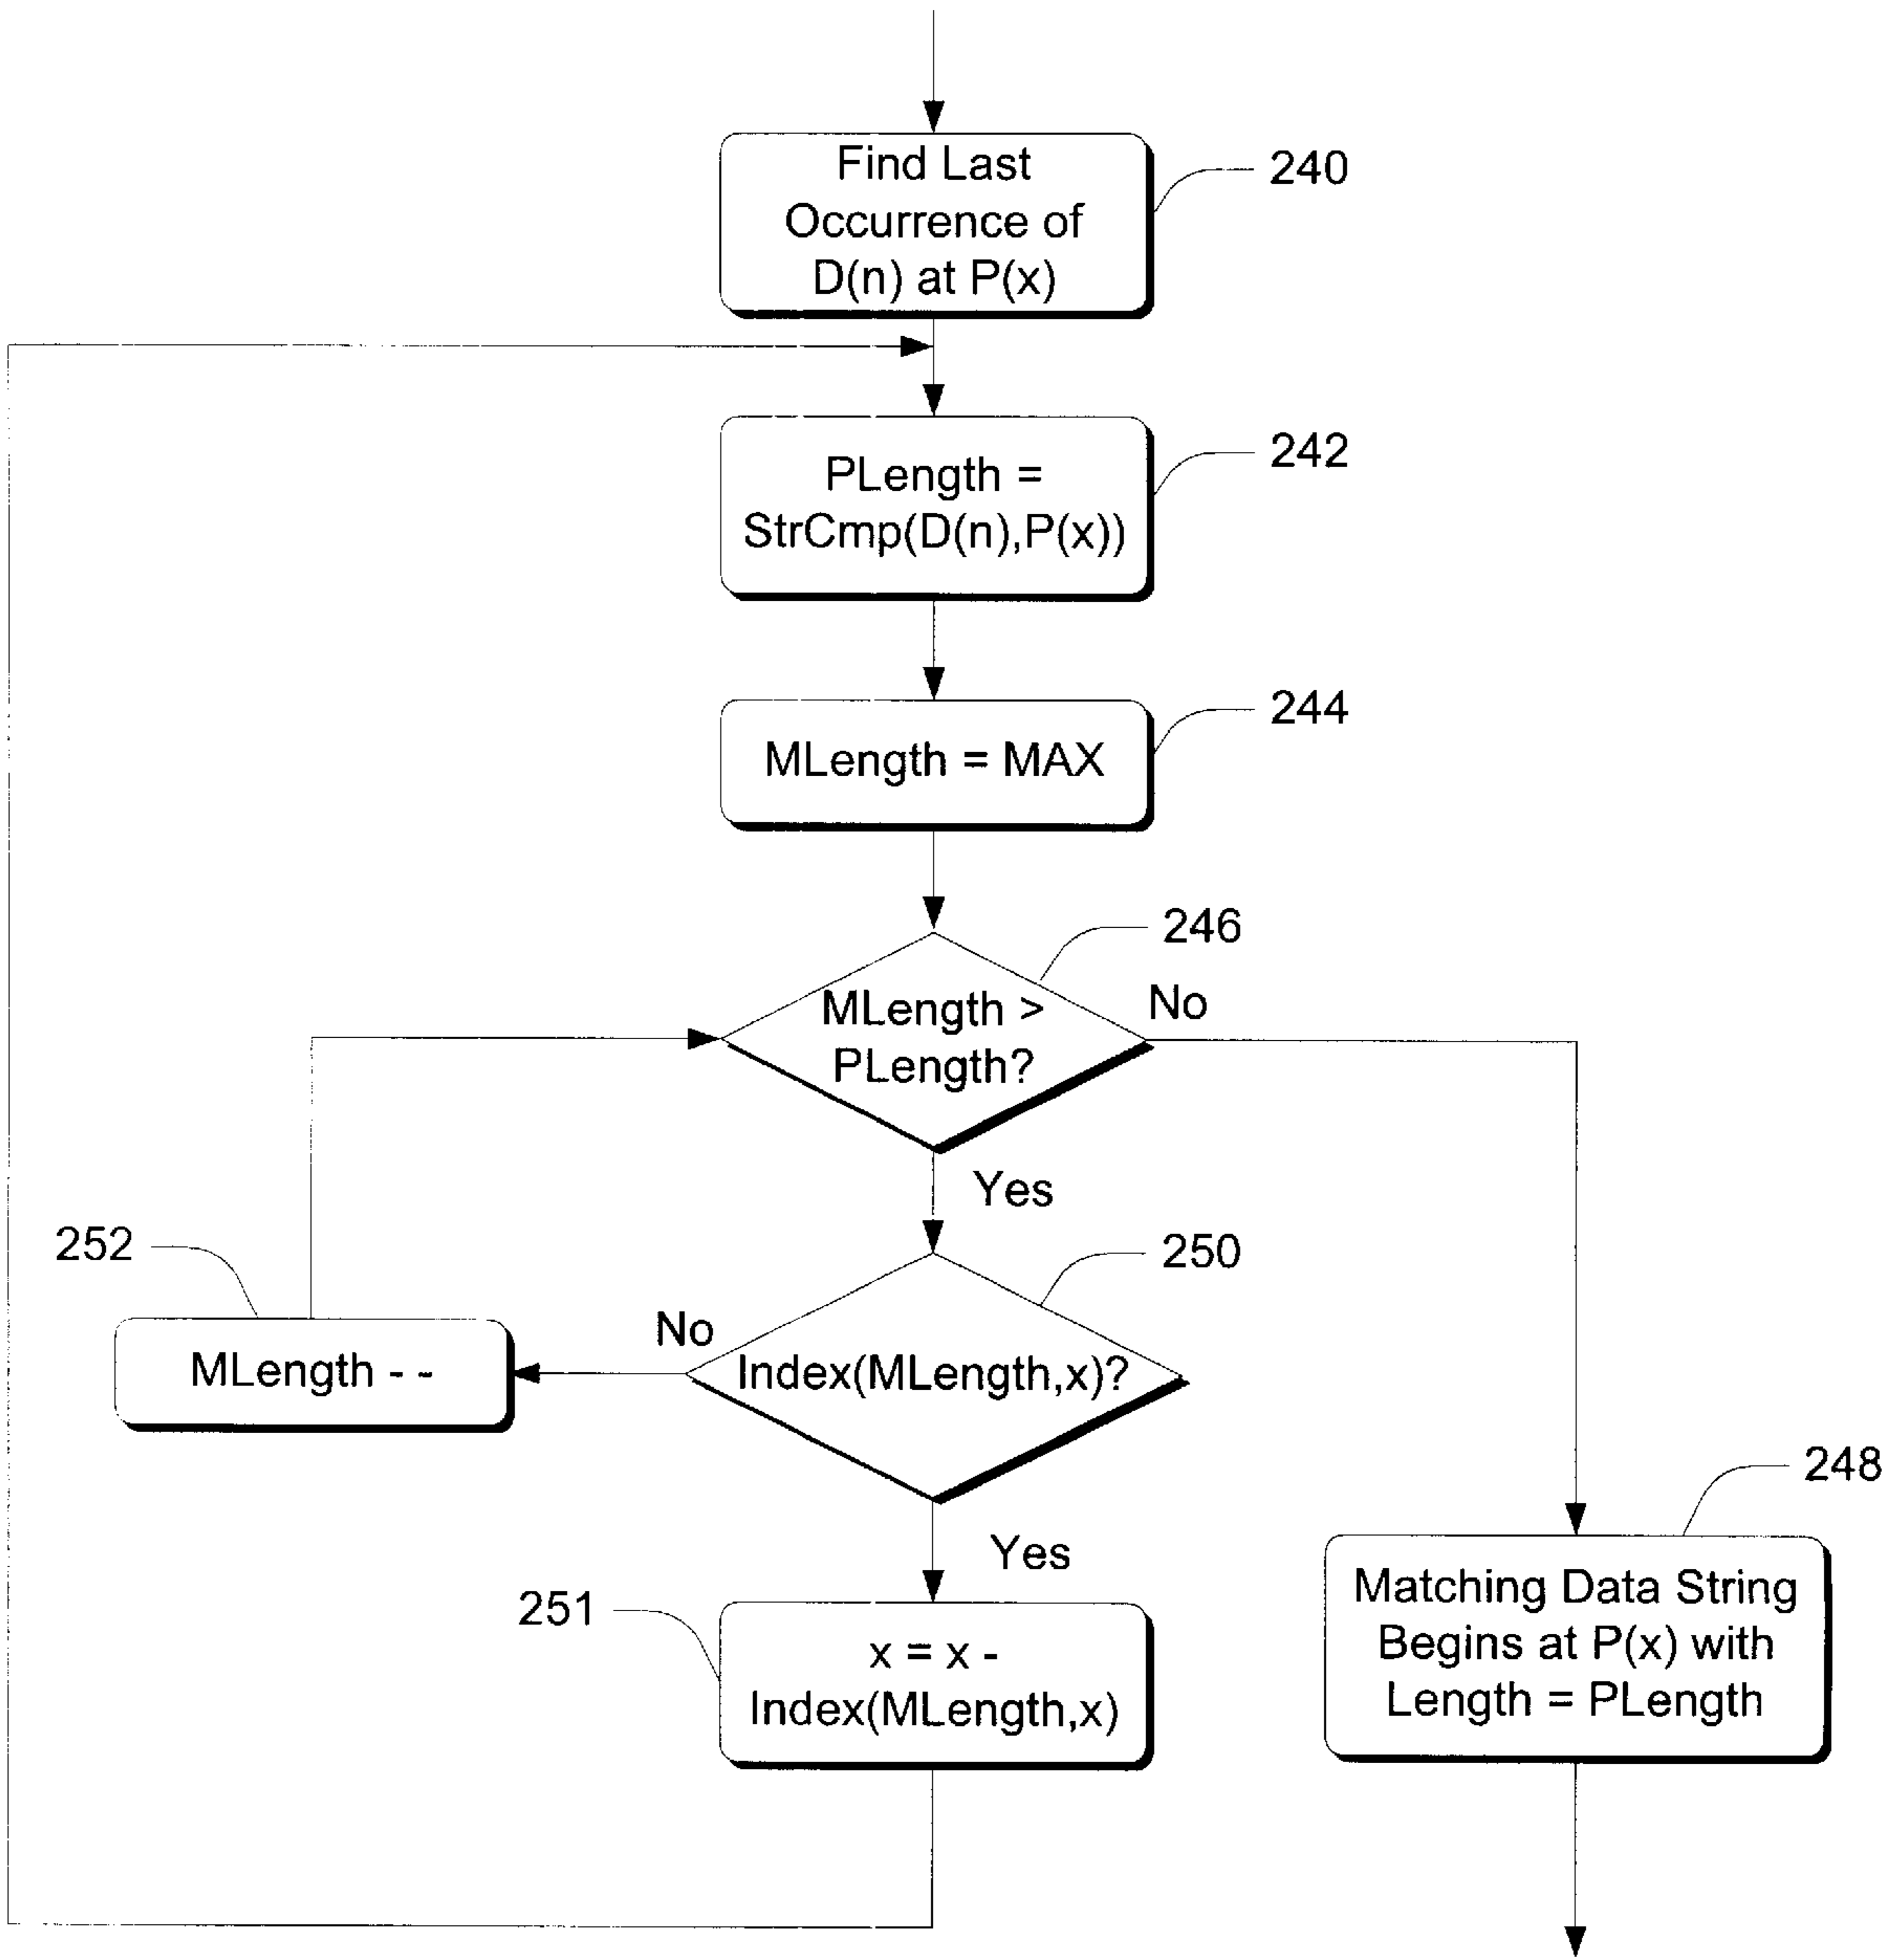 Find Last
Occurrence of
D(n) at P(x)
240
PLength =
StrCmp(D(n),P(x))
242
MLength = MAX
244
246
MLength >
PLength?
No
Yes
252
250
No
MLength - -
Index(MLength,x)?
248
Yes
251
x = x -
Index(MLength,x)
Matching Data String
Begins at P(x) with
Length = PLength